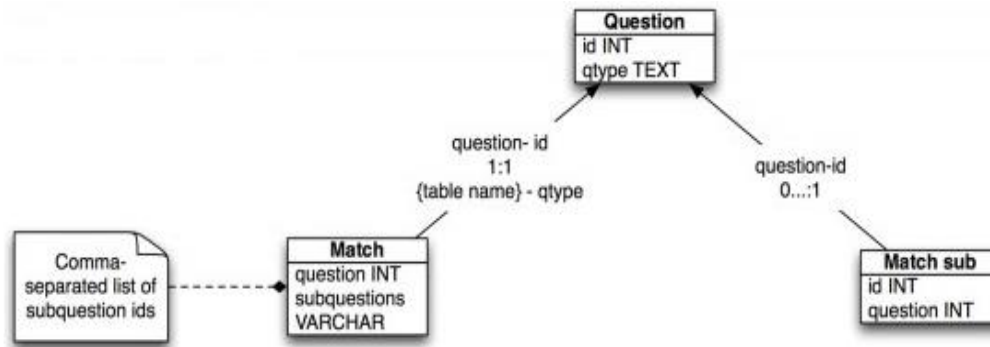 Question
id INT
qtype TEXT
question- id
1:1
{table name} - qtype
question-id
0...:1
Comma-
separated list of
subquestion ids
Match
question INT
subquestions
VARCHAR
Match sub
id INT
question INT